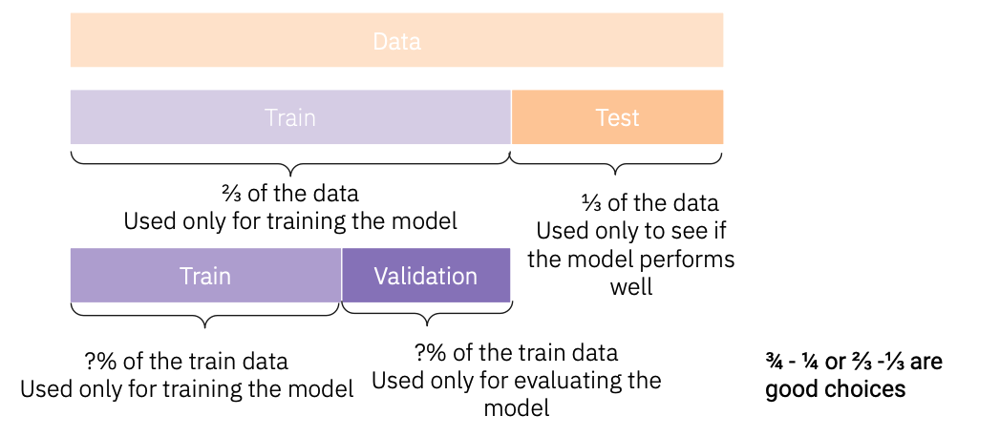 Data
Train
Test
⅔ of the data
Used only for training the model
⅓ of the data
Used only to see if
the model performs
well
Train
Validation
?% of the train data
Used only for training the model
?% of the train data
Used only for evaluating the
model
¾ - ¼ or ⅔ -⅓ are
good choices